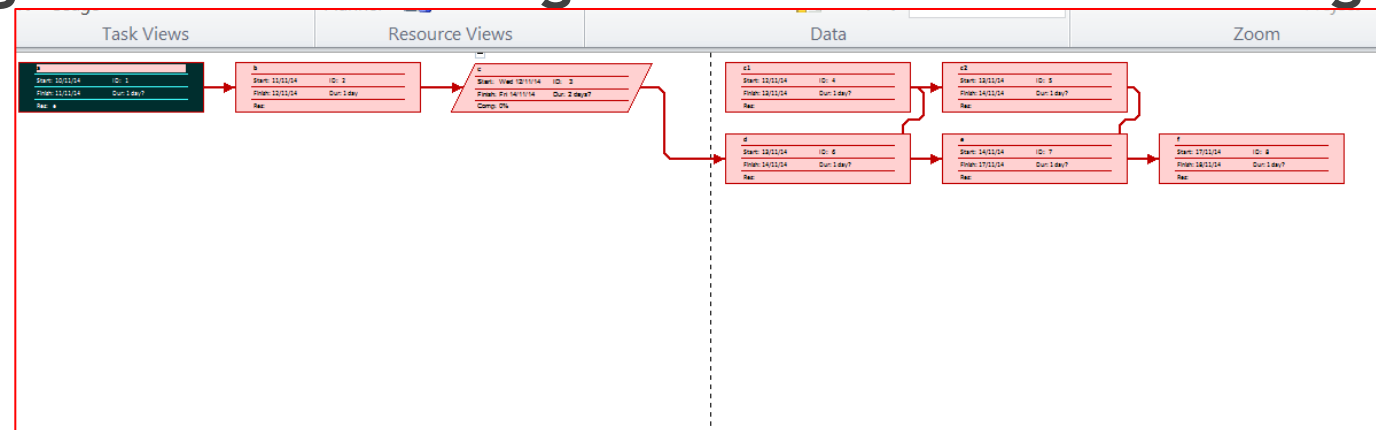 Task Views
Resource Views
Data
Zoom
a
Start: 10/11/14 ID: 1
Finish: 11/11/14 Dur: 1 day?
Res: a
b
Start: 11/11/14 ID: 2
Finish: 12/11/14 Dur: 1 day
Res:
c
Start: Wed 12/11/14 ID: 3
Finish: Fri 14/11/14 Dur: 2 days?
Comp: 0%
c1
Start: 12/11/14 ID: 4
Finish: 13/11/14 Dur: 1 day?
Res:
c2
Start: 13/11/14 ID: 5
Finish: 14/11/14 Dur: 1 day?
Res:
d
Start: 13/11/14 ID: 6
Finish: 14/11/14 Dur: 1 day?
Res:
e
Start: 14/11/14 ID: 7
Finish: 17/11/14 Dur: 1 day?
Res:
f
Start: 17/11/14 ID: 8
Finish: 18/11/14 Dur: 1 day?
Res: